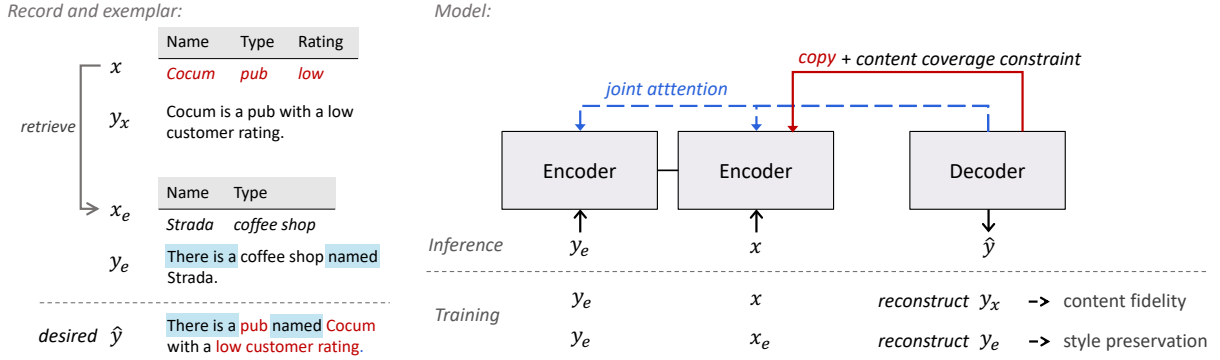 Record and exemplar:
Name Type Rating
x Cocum pub low
y_x Cocum is a pub with a low
customer rating.
retrieve
Name Type
x_e Strada coffee shop
y_e There is a coffee shop named
Strada.
desired ŷ There is a pub named Cocum
with a low customer rating.
Model:
copy + content coverage constraint
joint atttention
Encoder Encoder Decoder
Inference y_e x ŷ
Training
y_e x reconstruct y_x -> content fidelity
y_e x_e reconstruct y_e -> style preservation